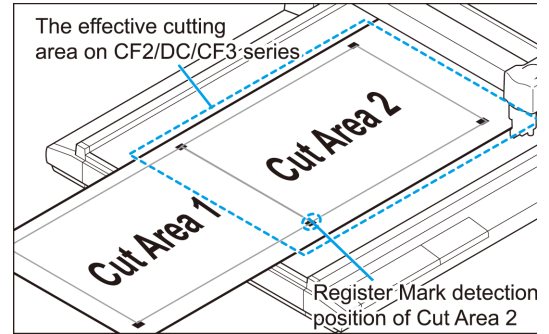 The effective cutting
area on CF2/DC/CF3 series
Cut Area 2
Cut Area 1
Register Mark detection
position of Cut Area 2